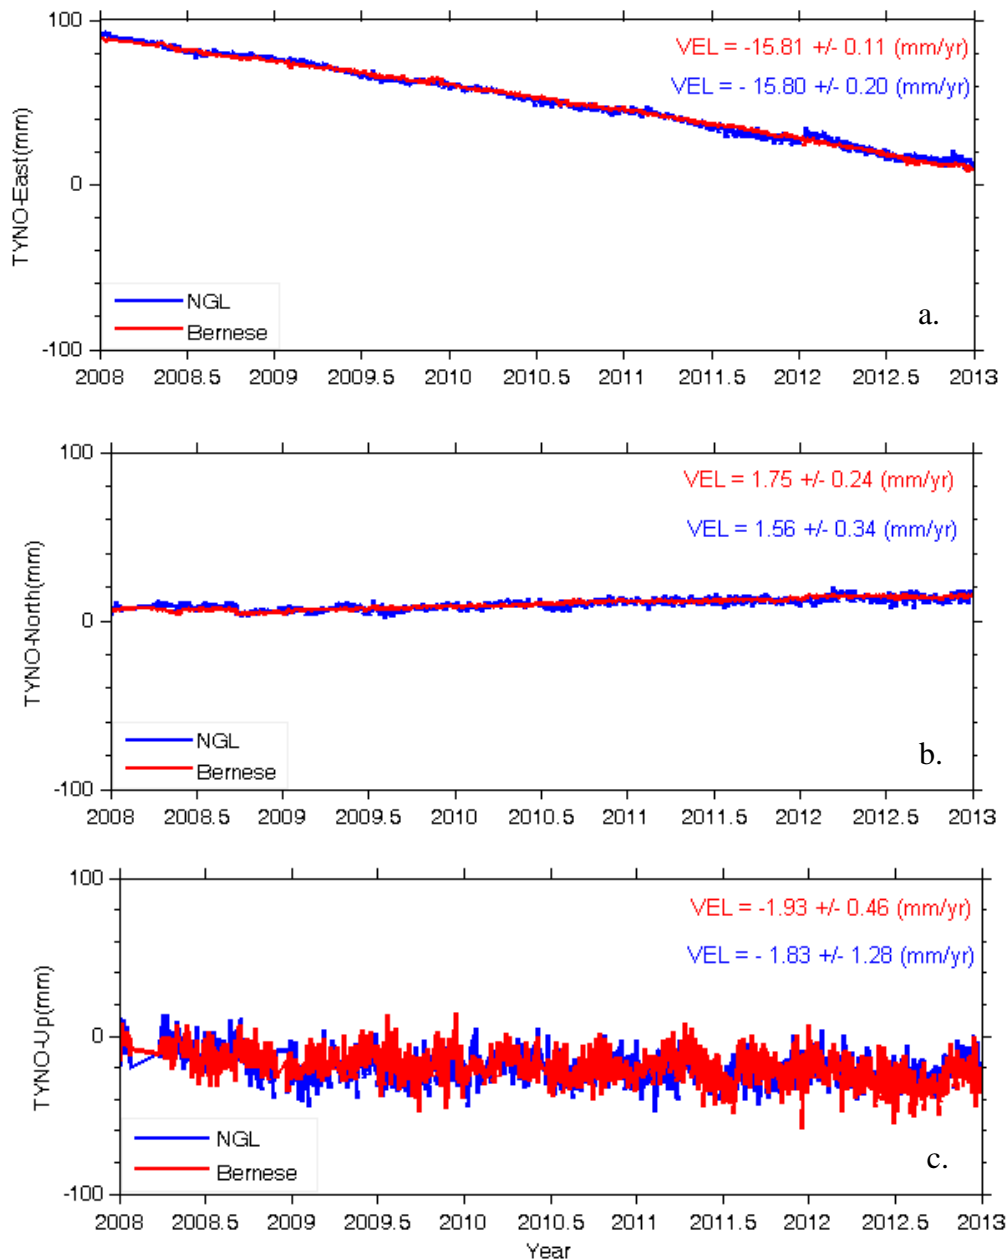 100
VEL = -15.81 +/- 0.11 (mm/yr)
VEL = - 15.80 +/- 0.20 (mm/yr)
TYNO-East(mm)
0
NGL
Bernese
a.
-100
2008 2008.5 2009 2009.5 2010 2010.5 2011 2011.5 2012 2012.5 2013
100
VEL = 1.75 +/- 0.24 (mm/yr)
VEL = 1.56 +/- 0.34 (mm/yr)
TYNO-North(mm)
0
NGL
Bernese
b.
-100
2008 2008.5 2009 2009.5 2010 2010.5 2011 2011.5 2012 2012.5 2013
100
VEL = -1.93 +/- 0.46 (mm/yr)
VEL = - 1.83 +/- 1.28 (mm/yr)
TYNO-Up(mm)
0
NGL
Bernese
c.
-100
2008 2008.5 2009 2009.5 2010 2010.5 2011 2011.5 2012 2012.5 2013
Year